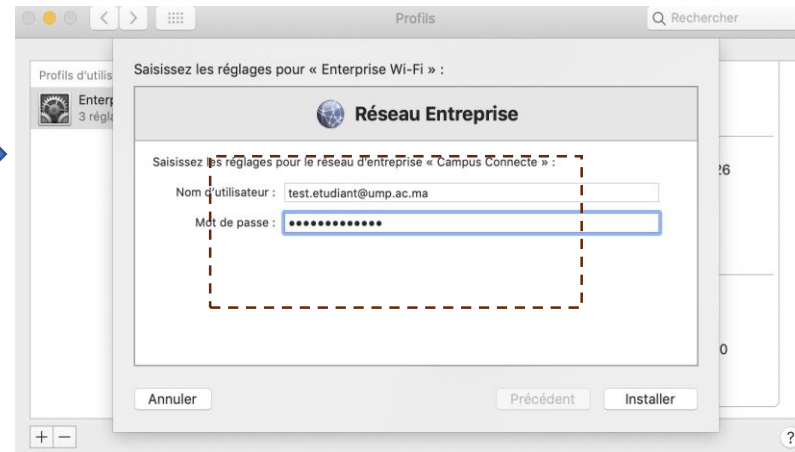 Profils
Rechercher
Profils d'utilis
Saisissez les réglages pour « Enterprise Wi-Fi » :
Enterp
3 régla
Réseau Entreprise
Saisissez les réglages pour le réseau d'entreprise « Campus Connecte » :
26
Nom d'utilisateur : test.etudiant@ump.ac.ma
Mot de passe : •••••••••••••
0
Annuler
Précédent
Installer
+ −
?